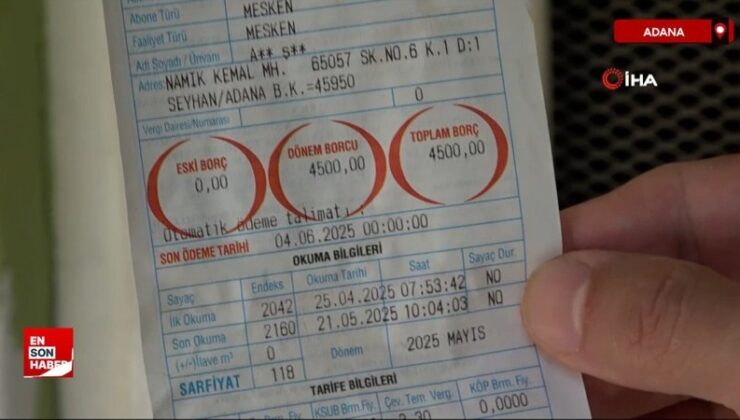 ADANA
İHA
Abone Türü MESKEN
Faaliyet Türü MESKEN
Adı Soyadı / Ünvanı A** Ş**
Adres: NAMIK KEMAL MH. 65057 SK.NO.6 K.1 D:1
SEYHAN/ADANA B.K.=45950
Vergi Dairesi/Numarası 0
ESKİ BORÇ DÖNEM BORCU TOPLAM BORÇ
0,00 4500,00 4500,00
Otomatik ödeme talimatı :
SON ÖDEME TARİHİ 04.06.2025 00:00:00
OKUMA BİLGİLERİ
Sayaç Endeks Okuma Tarihi Saat Sayaç Dur.
İlk Okuma 2042 25.04.2025 07:53:42 NO
Son Okuma 2160 21.05.2025 10:04:03 NO
(+/-)İlave m³ 0 Dönem 2025 MAYIS
SARFİYAT 118
TARİFE BİLGİLERİ
KSUB Brm.Fiy. Çev. Tem. Verg. KÖP Brm. Fiy.
0,0000
EN
SON
HABER